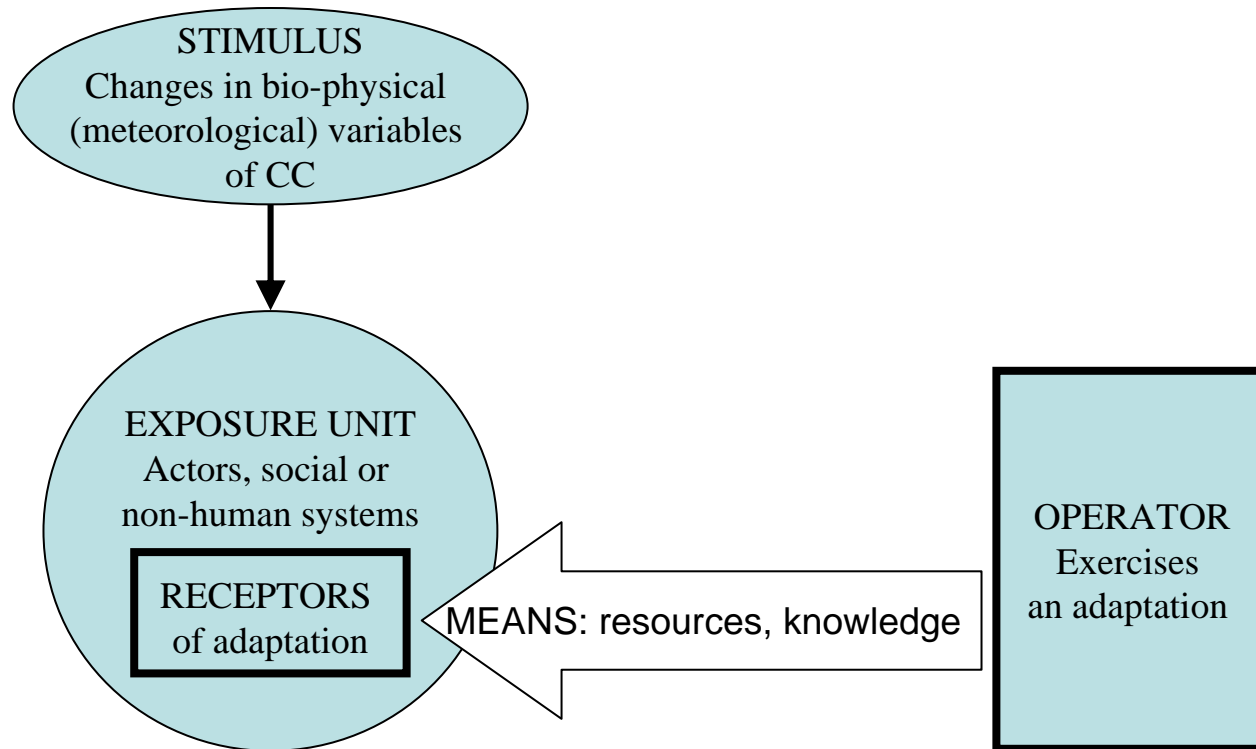 STIMULUS
Changes in bio-physical
(meteorological) variables
of CC
EXPOSURE UNIT
Actors, social or
non-human systems
RECEPTORS
of adaptation
MEANS: resources, knowledge
OPERATOR
Exercises
an adaptation